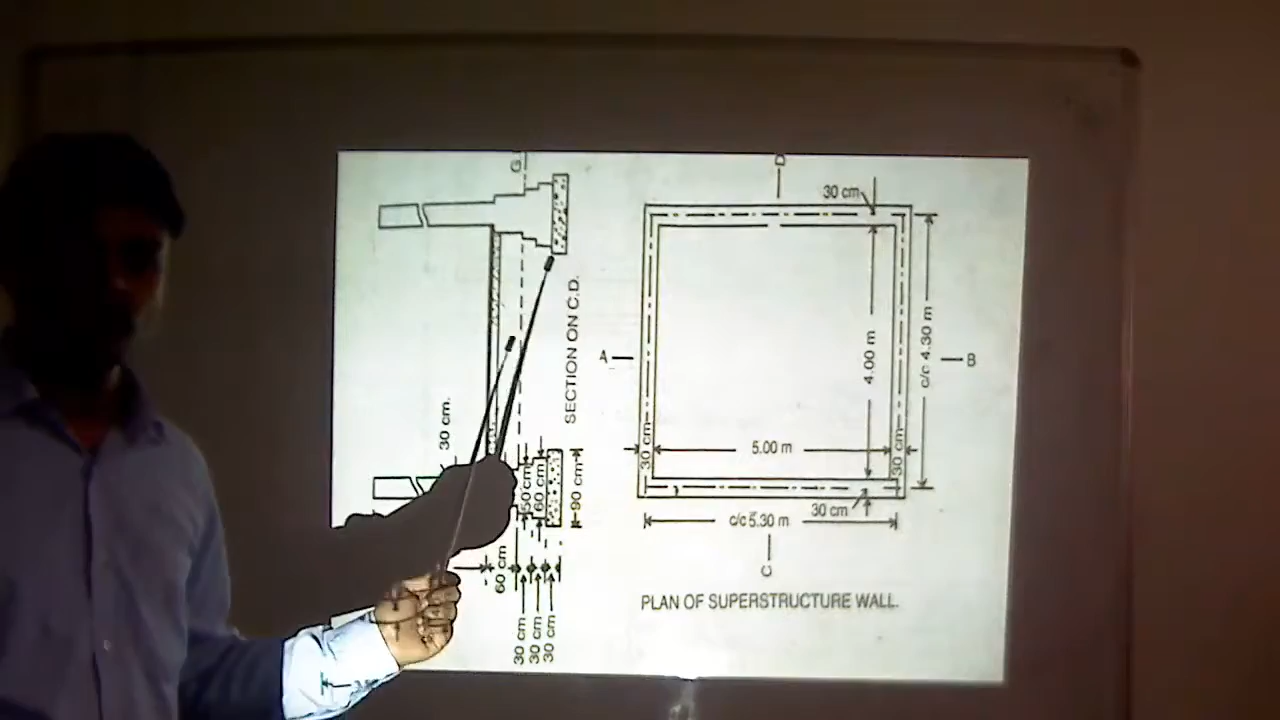 G
30 cm.
SECTION ON C.D.
50 cm
60 cm
90 cm
60 cm
30 cm
30 cm
30 cm
D
30 cm
A
B
4.00 m
c/c 4.30 m
30 cm
5.00 m
30 cm
30 cm
c/c 5.30 m
C
PLAN OF SUPERSTRUCTURE WALL.